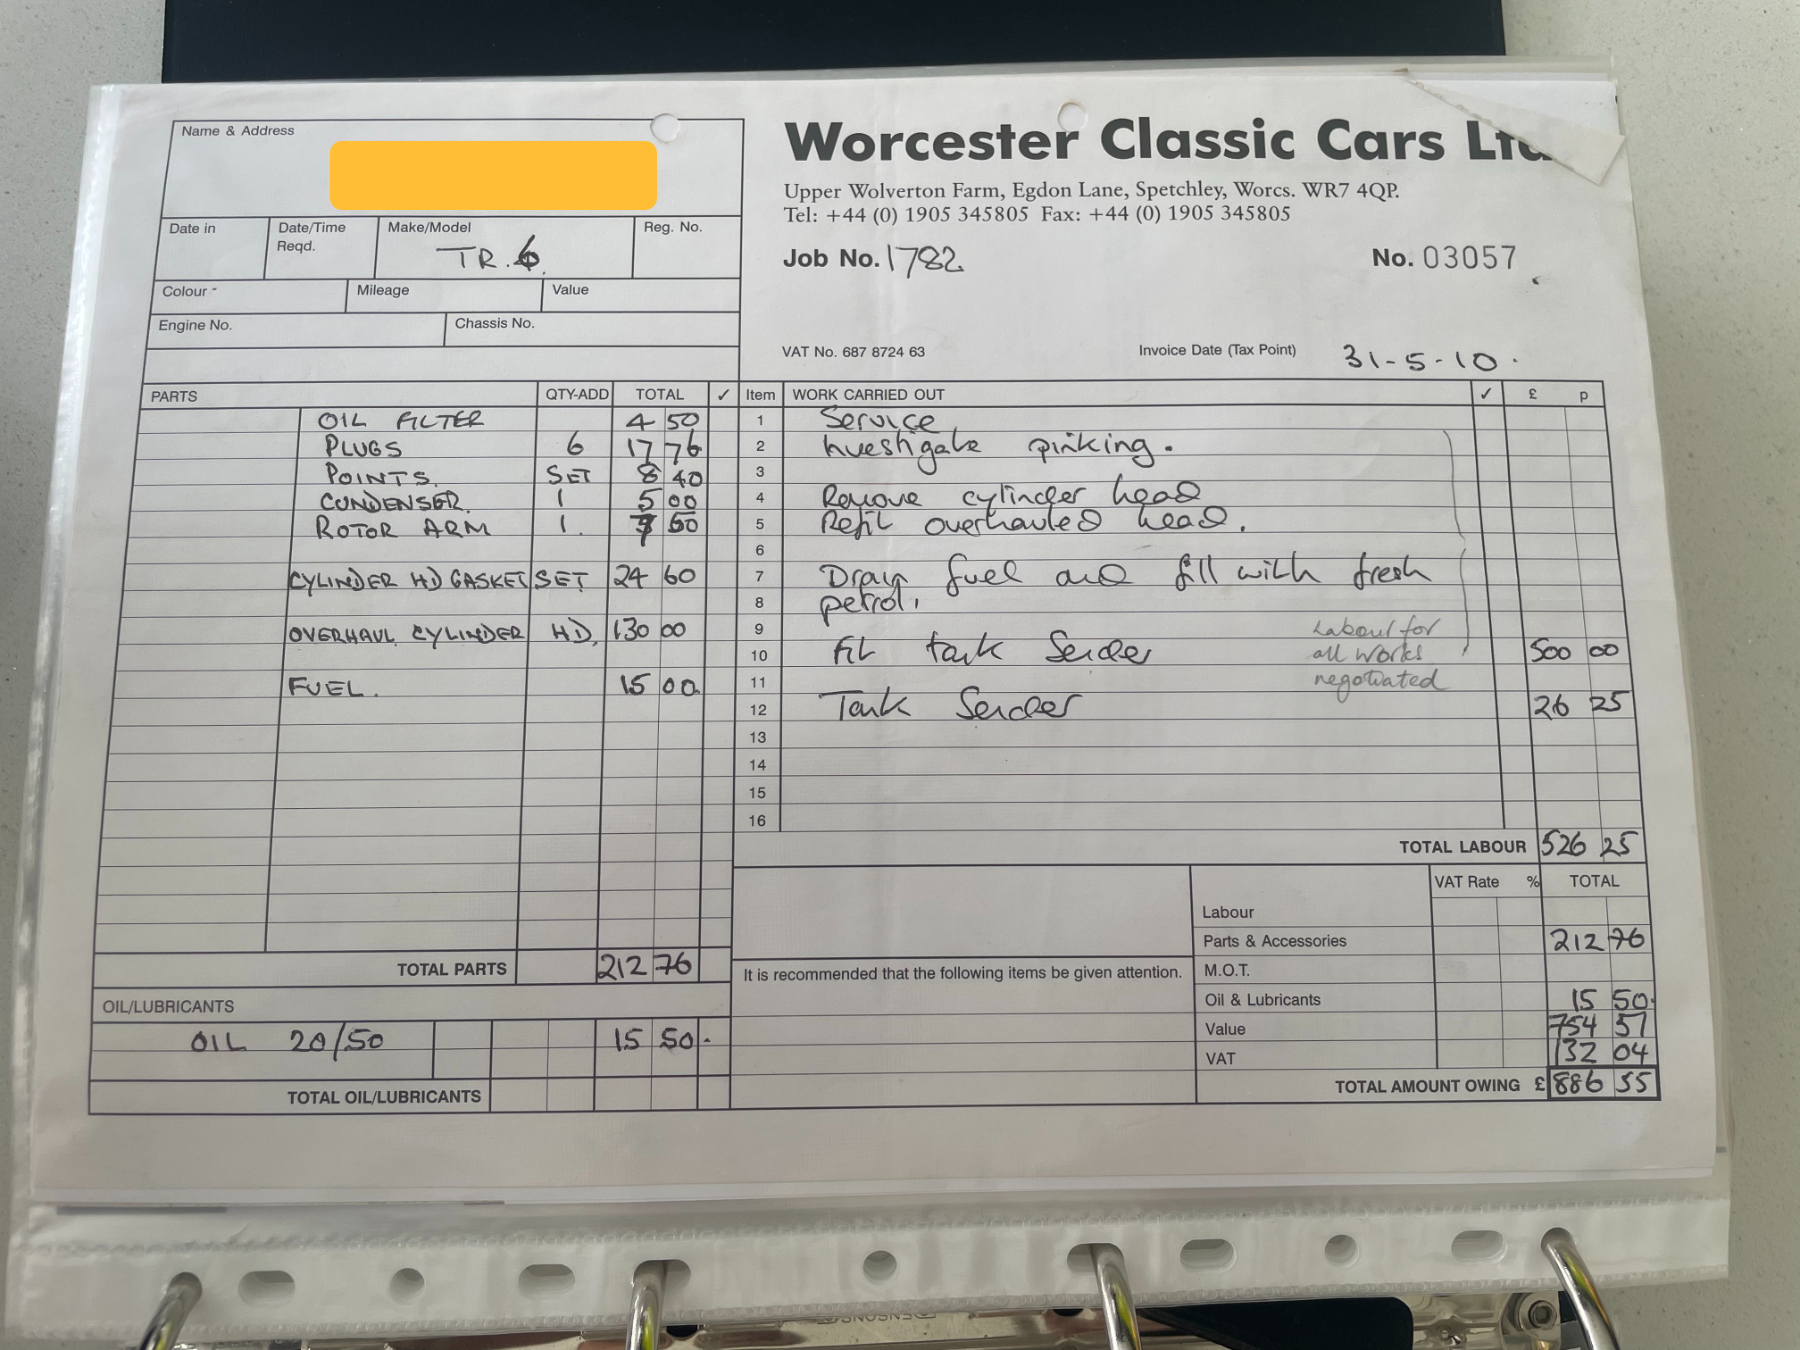 Name & Address
Worcester Classic Cars Ltd
Upper Wolverton Farm, Egdon Lane, Spetchley, Worcs. WR7 4QP.
Tel: +44 (0) 1905 345805 Fax: +44 (0) 1905 345805
Date in
Date/Time Reqd.
Make/Model
TR.6.
Reg. No.
Job No. 1782
No. 03057
Colour
Mileage
Value
Engine No.
Chassis No.
VAT No. 687 8724 63
Invoice Date (Tax Point) 31-5-10.
PARTS QTY-ADD TOTAL ✓
OIL FILTER 4 50
PLUGS 6 17 76
POINTS. SET 8 40
CONDENSER. 1 5 00
ROTOR ARM 1. 7 50
CYLINDER HD GASKET SET 24 60
OVERHAUL CYLINDER HD. 130 00
FUEL. 15 00.
TOTAL PARTS 212 76
OIL/LUBRICANTS
OIL 20/50 15 50.
TOTAL OIL/LUBRICANTS
Item WORK CARRIED OUT ✓ £ p
1 Service
2 Investigate pinking.
3
4 Remove cylinder head
5 Refit overhauled head.
6
7 Drain fuel and fill with fresh
8 petrol.
9 Labour for
10 Fit tank Sender all works 500 00
11 negotiated
12 Tank Sender 26 25
13
14
15
16
TOTAL LABOUR 526 25
VAT Rate % TOTAL
Labour
Parts & Accessories 212 76
It is recommended that the following items be given attention.
M.O.T.
Oil & Lubricants 15 50.
Value 754 51
VAT 132 04
TOTAL AMOUNT OWING £ 886 55